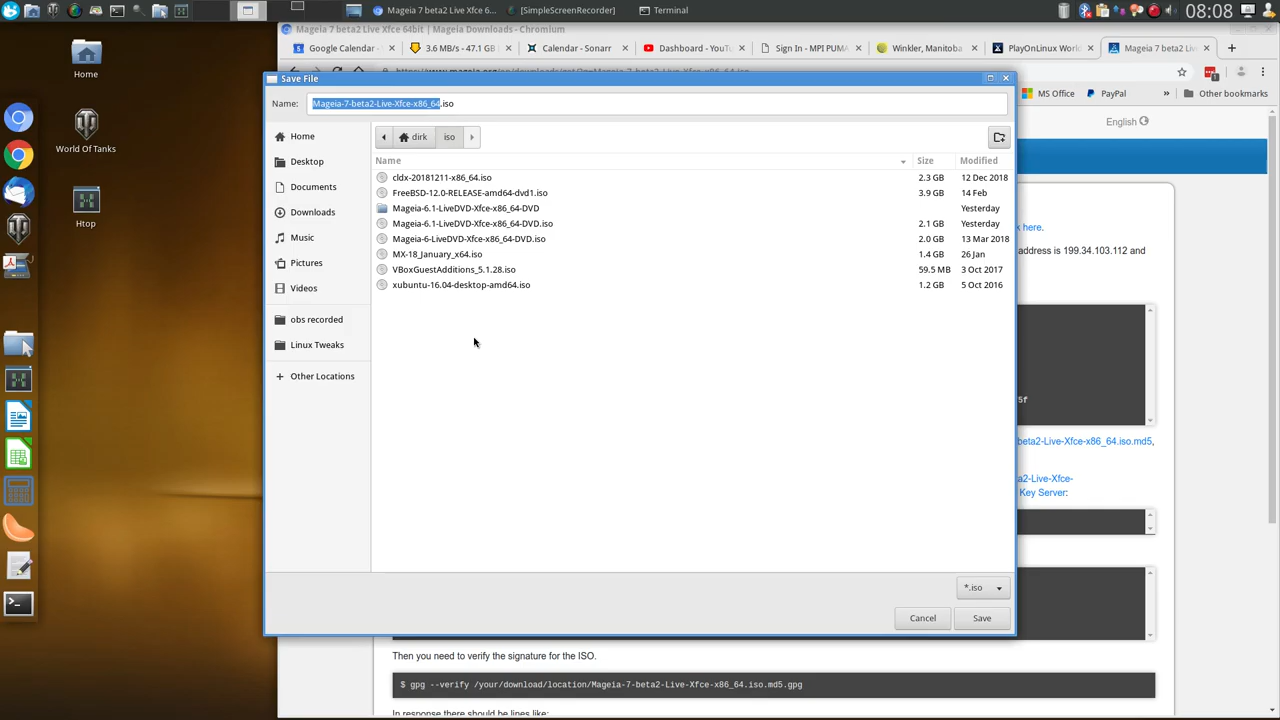 Mageia 7 beta2 Live Xfce 6...
[SimpleScreenRecorder]
Terminal
08:08
Mageia 7 beta2 Live Xfce 64bit | Mageia Downloads - Chromium
Google Calendar -
3.6 MB/s - 47.1 GB
Calendar - Sonarr
Dashboard - YouTu
Sign In - MPI PUMA
Winkler, Manitoba
PlayOnLinux World
Mageia 7 beta2 Liv
MS Office
PayPal
Other bookmarks
English
Home
World Of Tanks
Htop
Save File
Name:
Mageia-7-beta2-Live-Xfce-x86_64.iso
dirk
iso
Home
Desktop
Documents
Downloads
Music
Pictures
Videos
obs recorded
Linux Tweaks
Other Locations
Name Size Modified
cldx-20181211-x86_64.iso 2.3 GB 12 Dec 2018
FreeBSD-12.0-RELEASE-amd64-dvd1.iso 3.9 GB 14 Feb
Mageia-6.1-LiveDVD-Xfce-x86_64-DVD Yesterday
Mageia-6.1-LiveDVD-Xfce-x86_64-DVD.iso 2.1 GB Yesterday
Mageia-6-LiveDVD-Xfce-x86_64-DVD.iso 2.0 GB 13 Mar 2018
MX-18_January_x64.iso 1.4 GB 26 Jan
VBoxGuestAdditions_5.1.28.iso 59.5 MB 3 Oct 2017
xubuntu-16.04-desktop-amd64.iso 1.2 GB 5 Oct 2016
*.iso
Cancel
Save
here.
address is 199.34.103.112 and
5f
beta2-Live-Xfce-x86_64.iso.md5,
a2-Live-Xfce-
Key Server:
Then you need to verify the signature for the ISO.
$ gpg --verify /your/download/location/Mageia-7-beta2-Live-Xfce-x86_64.iso.md5.gpg
In response there should be lines like: